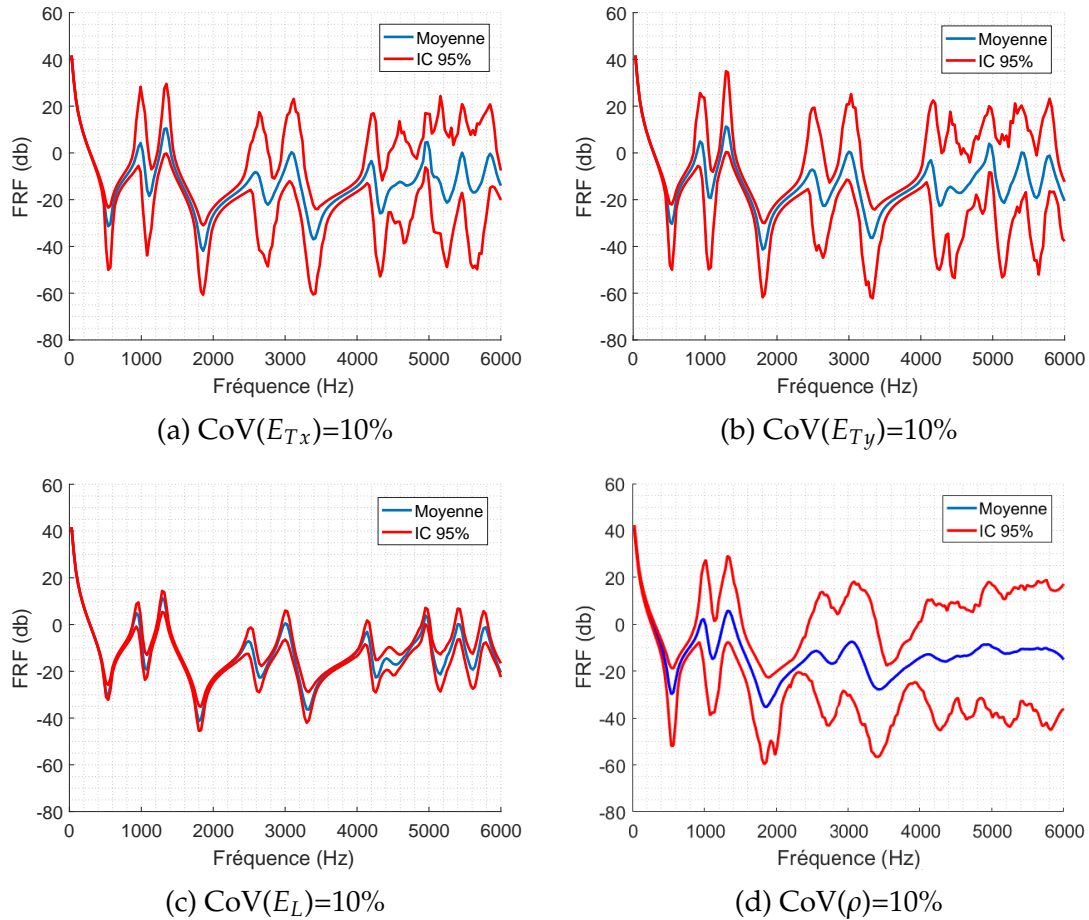 60
40
20
0
-20
-40
-60
-80
FRF (db)
Moyenne
IC 95%
0 1000 2000 3000 4000 5000 6000
Fréquence (Hz)
(a) CoV(E_{Tx})=10%
60
40
20
0
-20
-40
-60
-80
FRF (db)
Moyenne
IC 95%
0 1000 2000 3000 4000 5000 6000
Fréquence (Hz)
(b) CoV(E_{Ty})=10%
60
40
20
0
-20
-40
-60
-80
FRF (db)
Moyenne
IC 95%
0 1000 2000 3000 4000 5000 6000
Fréquence (Hz)
(c) CoV(E_L)=10%
60
40
20
0
-20
-40
-60
-80
FRF (db)
Moyenne
IC 95%
0 1000 2000 3000 4000 5000 6000
Fréquence (Hz)
(d) CoV(ρ)=10%